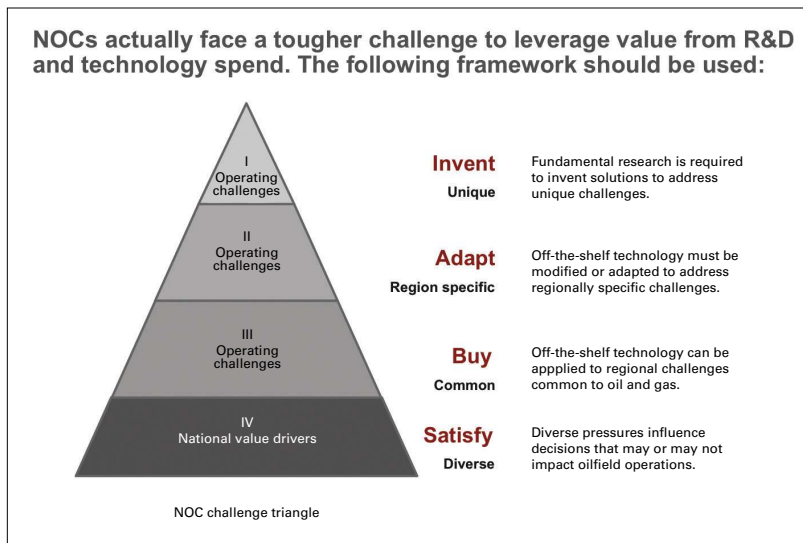 NOCs actually face a tougher challenge to leverage value from R&D
and technology spend. The following framework should be used:
I
Operating
challenges
Invent
Unique
Fundamental research is required
to invent solutions to address
unique challenges.
II
Operating
challenges
Adapt
Region specific
Off-the-shelf technology must be
modified or adapted to address
regionally specific challenges.
III
Operating
challenges
Buy
Common
Off-the-shelf technology can be
appplied to regional challenges
common to oil and gas.
IV
National value drivers
Satisfy
Diverse
Diverse pressures influence
decisions that may or may not
impact oilfield operations.
NOC challenge triangle